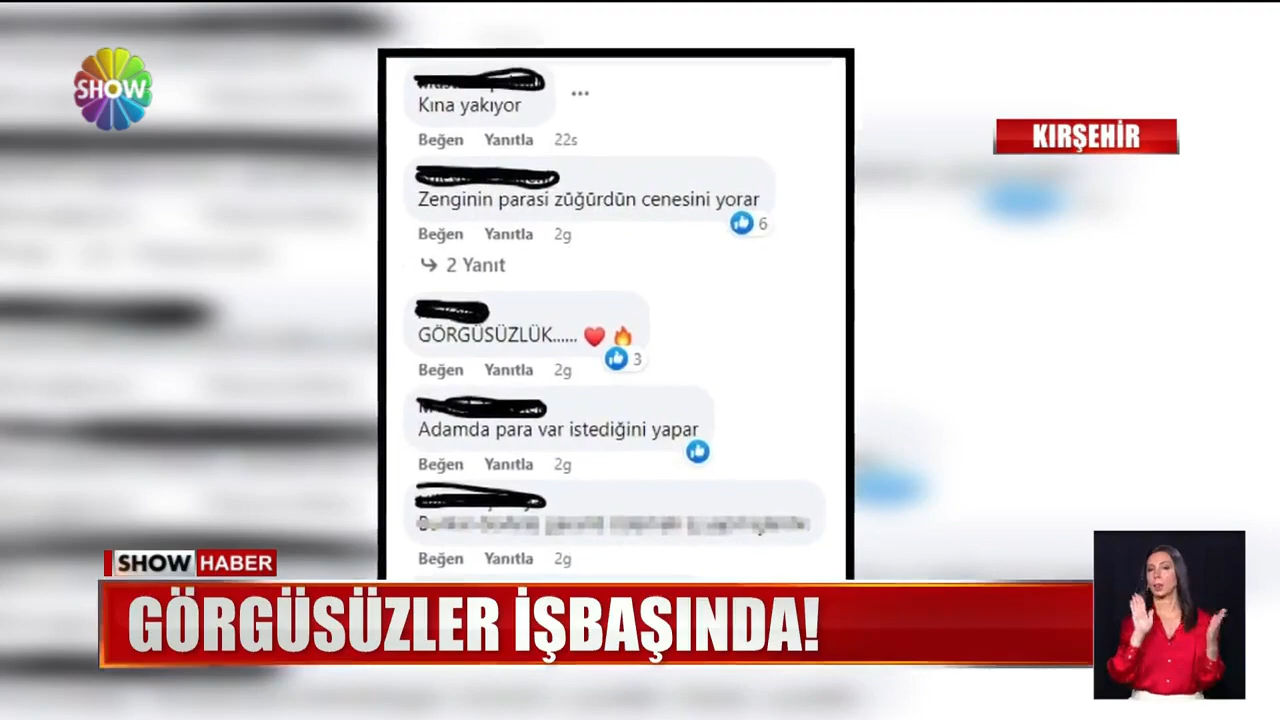 SHOW
KIRŞEHİR
Kına yakıyor
Beğen Yanıtla 22s
Zenginin parasi züğürdün cenesini yorar
6
Beğen Yanıtla 2g
2 Yanıt
GÖRGÜSÜZLÜK......
3
Beğen Yanıtla 2g
Adamda para var istediğini yapar
Beğen Yanıtla 2g
Beğen Yanıtla 2g
SHOW HABER
GÖRGÜSÜZLER İŞBAŞINDA!